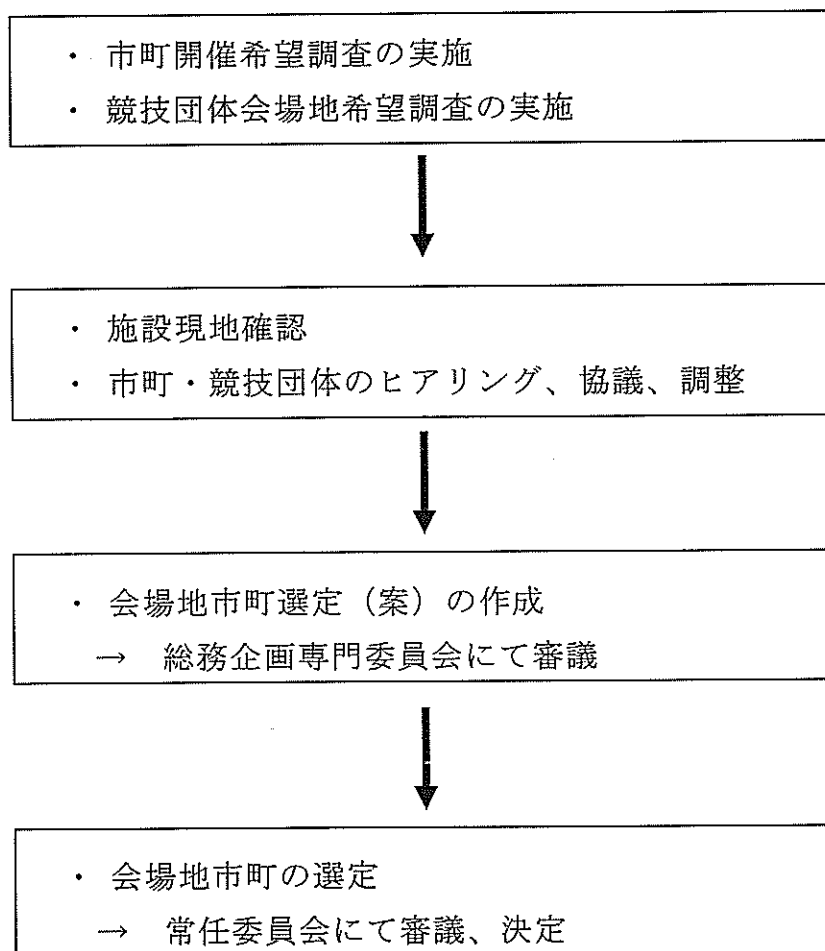 ・ 市町開催希望調査の実施
・ 競技団体会場地希望調査の実施
・ 施設現地確認
・ 市町・競技団体のヒアリング、協議、調整
・ 会場地市町選定（案）の作成
→ 総務企画専門委員会にて審議
・ 会場地市町の選定
→ 常任委員会にて審議、決定